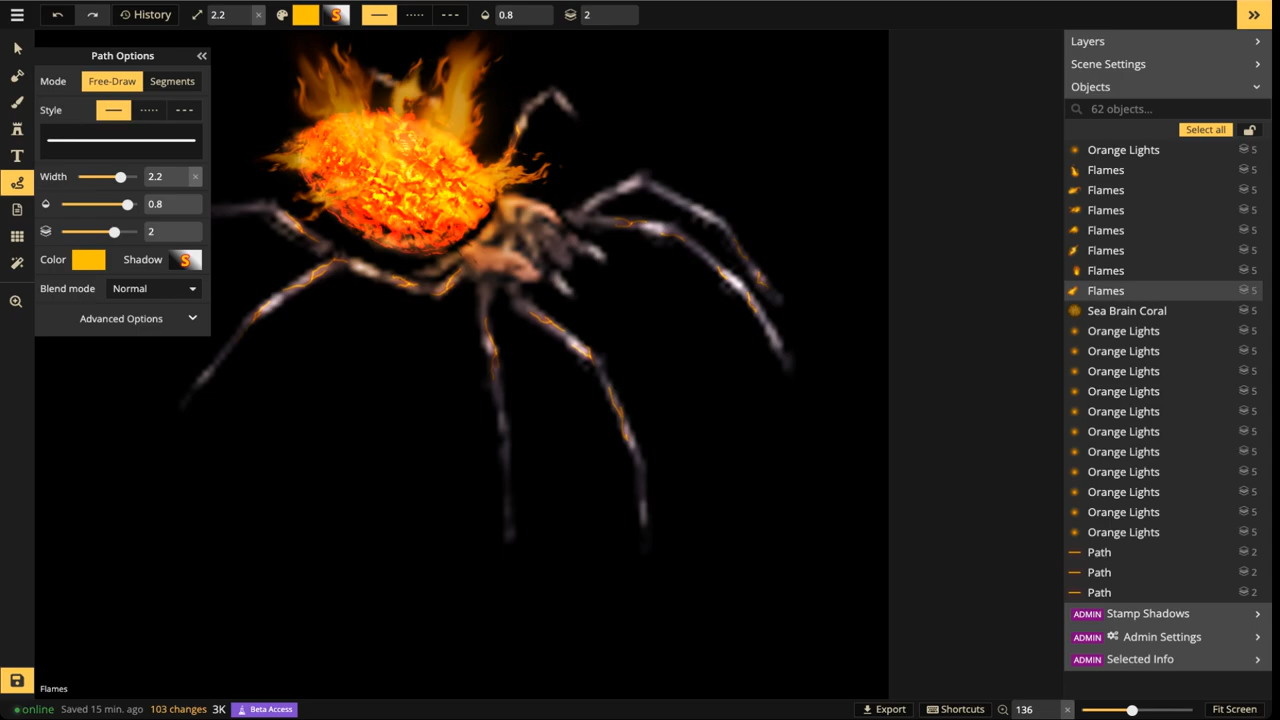 History
2.2
×
S
0.8
2
Path Options
Mode
Free-Draw
Segments
Style
Width
2.2
×
0.8
2
Color
Shadow
S
Blend mode
Normal
Advanced Options
T
Layers
Scene Settings
Objects
62 objects...
Select all
Orange Lights 5
Flames 5
Flames 5
Flames 5
Flames 5
Flames 5
Flames 5
Flames 5
Sea Brain Coral 5
Orange Lights 5
Orange Lights 5
Orange Lights 5
Orange Lights 5
Orange Lights 5
Orange Lights 5
Orange Lights 5
Orange Lights 5
Orange Lights 5
Orange Lights 5
Orange Lights 5
Path 2
Path 2
Path 2
ADMIN Stamp Shadows
ADMIN Admin Settings
ADMIN Selected Info
Flames
online Saved 15 min. ago 103 changes 3K Beta Access
Export
Shortcuts
136
×
Fit Screen